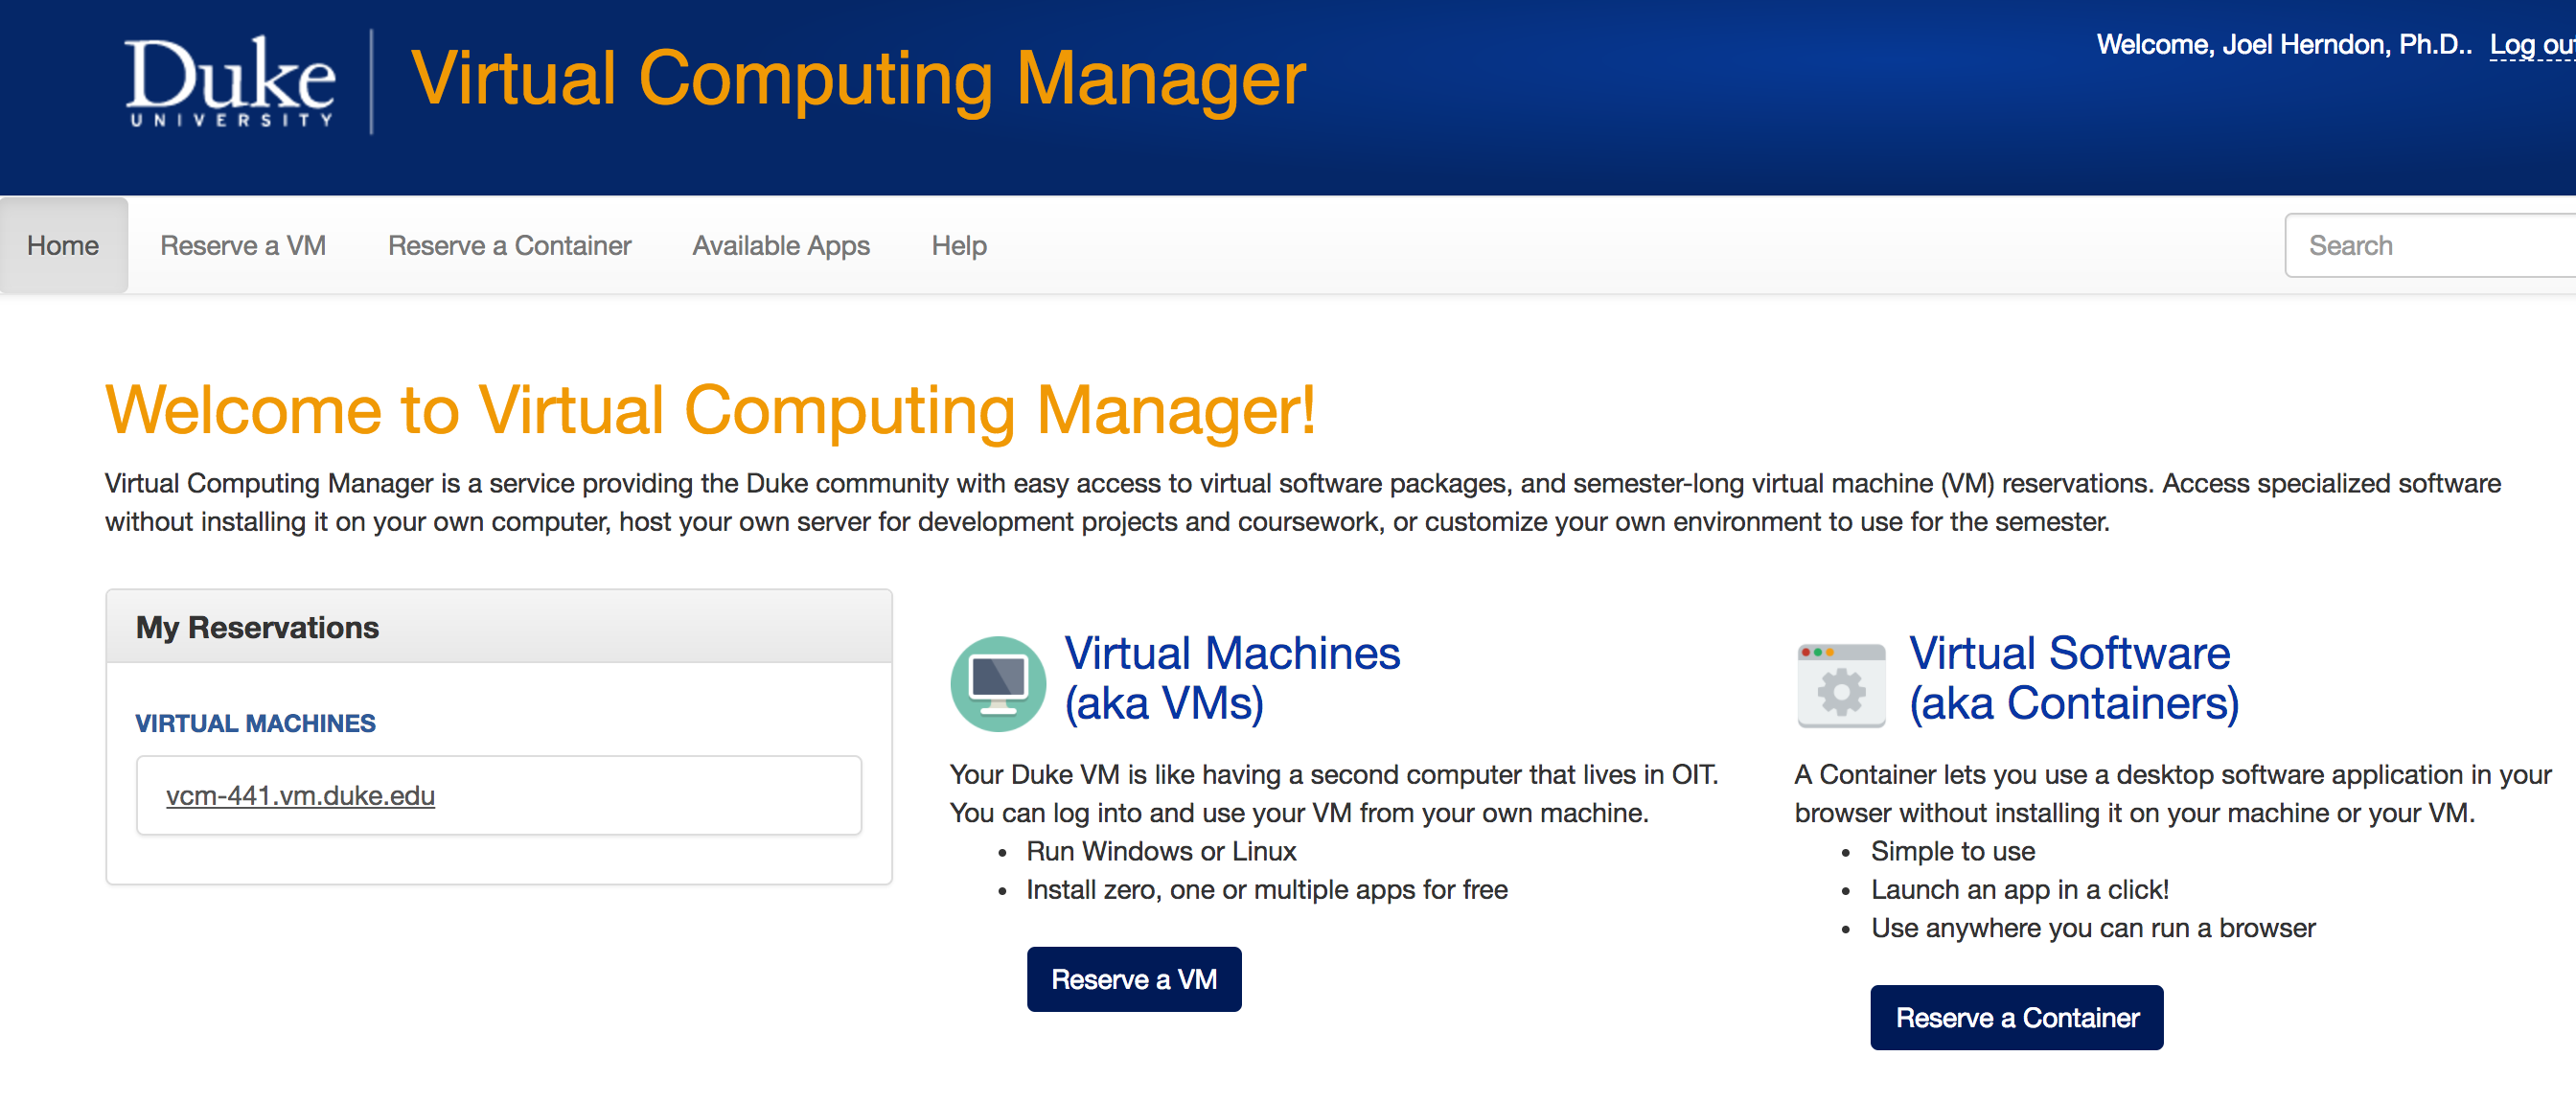 Duke
UNIVERSITY
Virtual Computing Manager
Welcome, Joel Herndon, Ph.D.. Log out
Home
Reserve a VM
Reserve a Container
Available Apps
Help
Search
Welcome to Virtual Computing Manager!
Virtual Computing Manager is a service providing the Duke community with easy access to virtual software packages, and semester-long virtual machine (VM) reservations. Access specialized software
without installing it on your own computer, host your own server for development projects and coursework, or customize your own environment to use for the semester.
My Reservations
VIRTUAL MACHINES
vcm-441.vm.duke.edu
Virtual Machines
(aka VMs)
Your Duke VM is like having a second computer that lives in OIT.
You can log into and use your VM from your own machine.
• Run Windows or Linux
• Install zero, one or multiple apps for free
Reserve a VM
Virtual Software
(aka Containers)
A Container lets you use a desktop software application in your
browser without installing it on your machine or your VM.
• Simple to use
• Launch an app in a click!
• Use anywhere you can run a browser
Reserve a Container